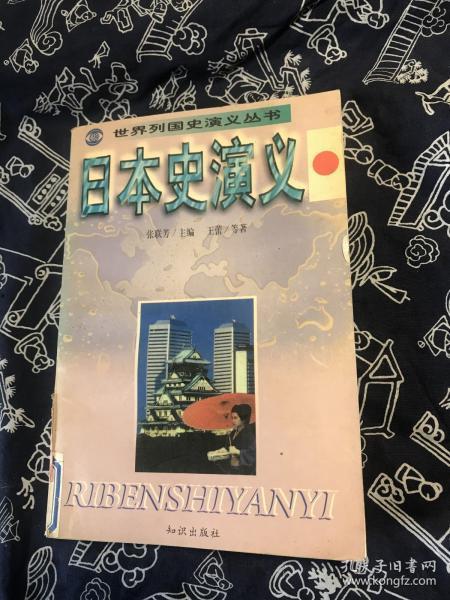 世界列国史演义丛书
日本史演义
张联芳/主编 王蕾/等著
RIBENSHIYANYI
知识出版社
孔夫子旧书网
kongfz.com